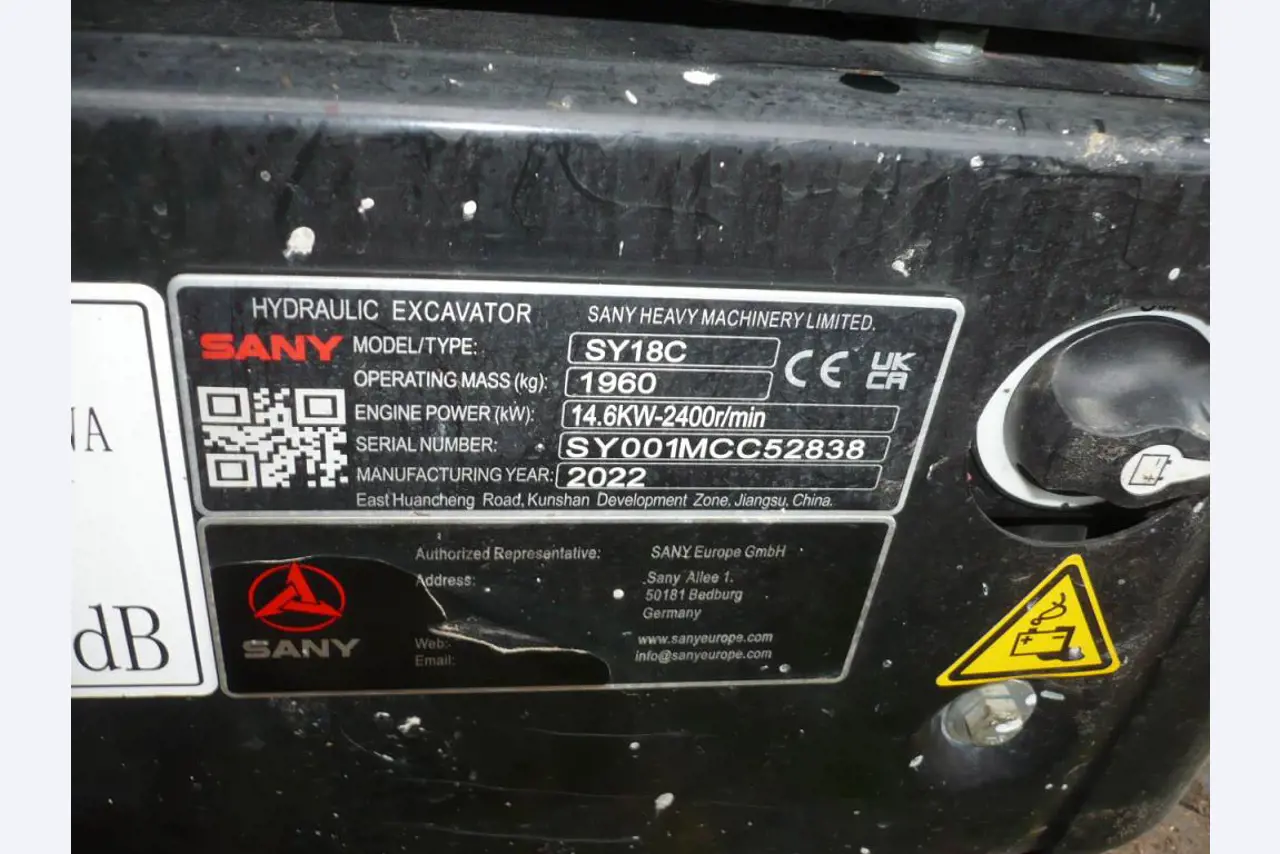 HYDRAULIC EXCAVATOR
SANY HEAVY MACHINERY LIMITED.
SANY
MODEL/TYPE: SY18C
CE UK CA
OPERATING MASS (kg): 1960
ENGINE POWER (kW): 14.6KW-2400r/min
SERIAL NUMBER: SY001MCC52838
MANUFACTURING YEAR: 2022
East Huancheng Road, Kunshan Development Zone, Jiangsu, China.
Authorized Representative: SANY Europe GmbH
Address: Sany Allee 1.
50181 Bedburg
Germany
Web: www.sanyeurope.com
Email: info@sanyeurope.com
SANY
dB